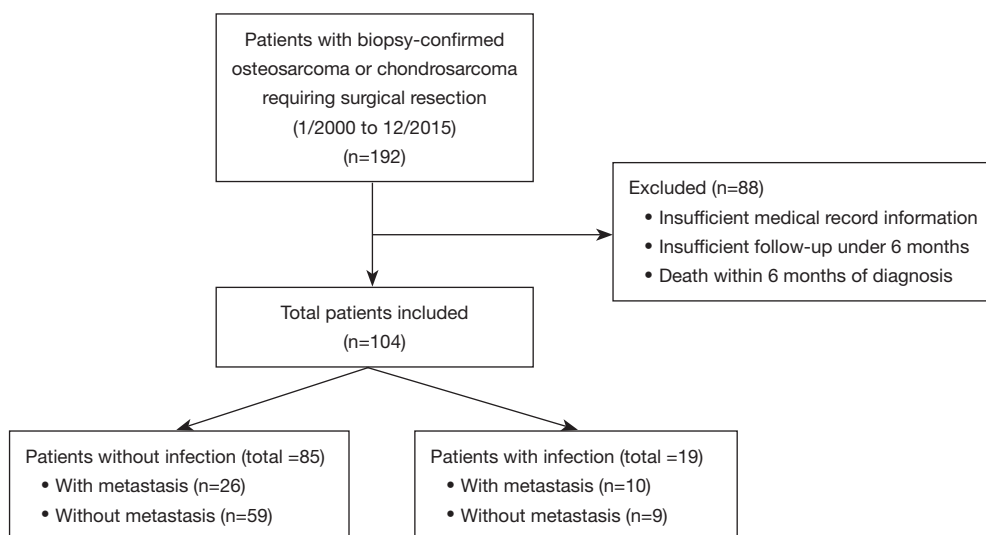 Patients with biopsy-confirmed
osteosarcoma or chondrosarcoma
requiring surgical resection
(1/2000 to 12/2015)
(n=192)
Excluded (n=88)
• Insufficient medical record information
• Insufficient follow-up under 6 months
• Death within 6 months of diagnosis
Total patients included
(n=104)
Patients without infection (total =85)
• With metastasis (n=26)
• Without metastasis (n=59)
Patients with infection (total =19)
• With metastasis (n=10)
• Without metastasis (n=9)